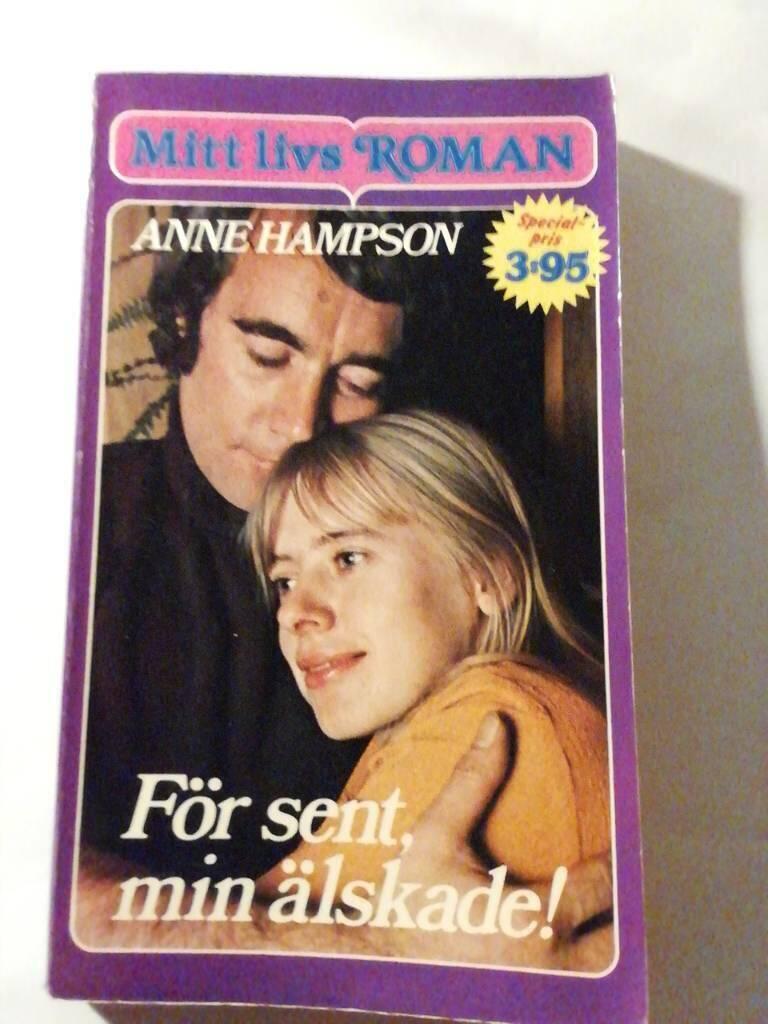 Mitt livs ROMAN
ANNE HAMPSON
Special-
pris
3:95
För sent,
min älskade!